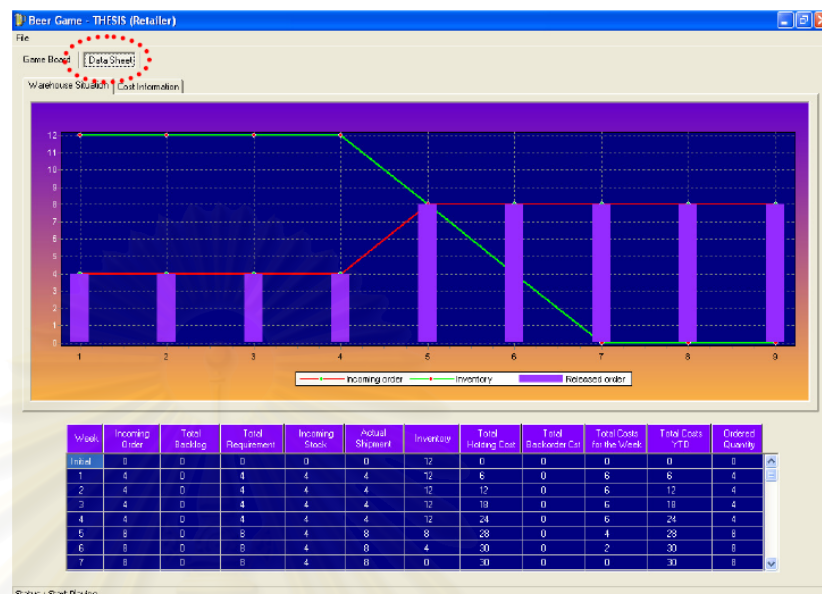 Beer Game - THESIS (Retailer)
File
Game Board Data Sheet
Warehouse Situation Cost Information
12
11
10
9
8
7
6
5
4
3
2
1
0
1 2 3 4 5 6 7 8 9
Incoming order Inventory Released order
Week Incoming Order Total Backlog Total Requirement Incoming Stock Actual Shipment Inventory Total Holding Cost Total Backorder Cst Total Costs for the Week Total Costs YTD Ordered Quantity
Initial 0 0 0 0 0 12 0 0 0 0 0
1 4 0 4 4 4 12 6 0 6 6 4
2 4 0 4 4 4 12 12 0 6 12 4
3 4 0 4 4 4 12 18 0 6 18 4
4 4 0 4 4 4 12 24 0 6 24 4
5 8 0 8 4 8 8 28 0 4 28 8
6 8 0 8 4 8 4 30 0 2 30 8
7 8 0 8 4 8 0 30 0 0 30 8
Status : Start Playing